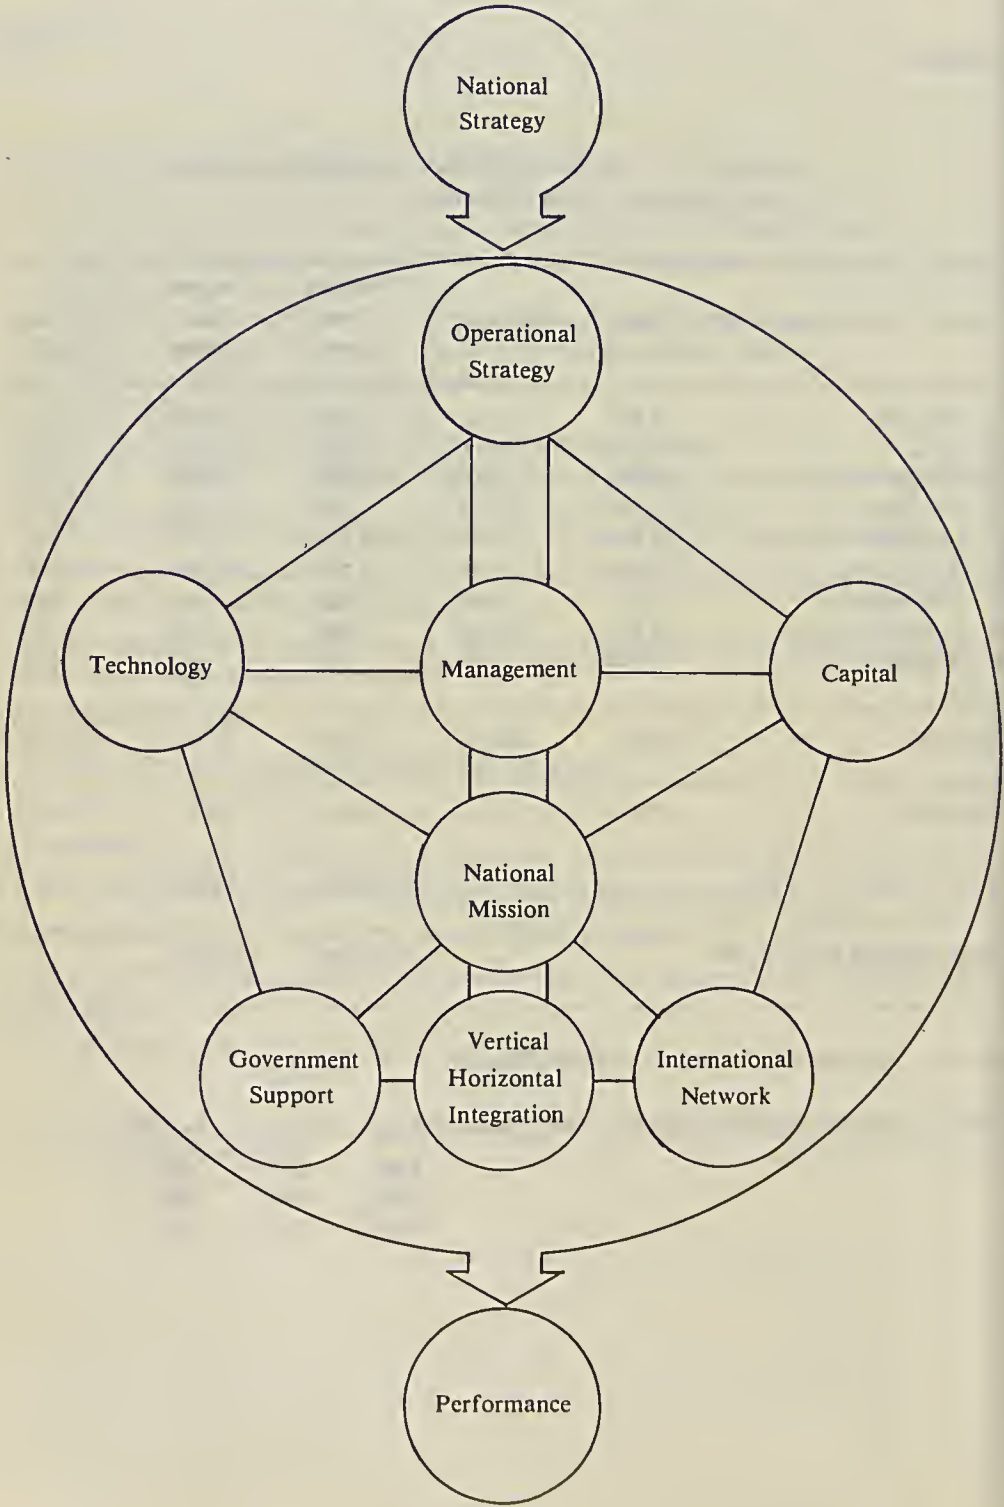 National
Strategy
Operational
Strategy
Technology
Management
Capital
National
Mission
Government
Support
Vertical
Horizontal
Integration
International
Network
Performance